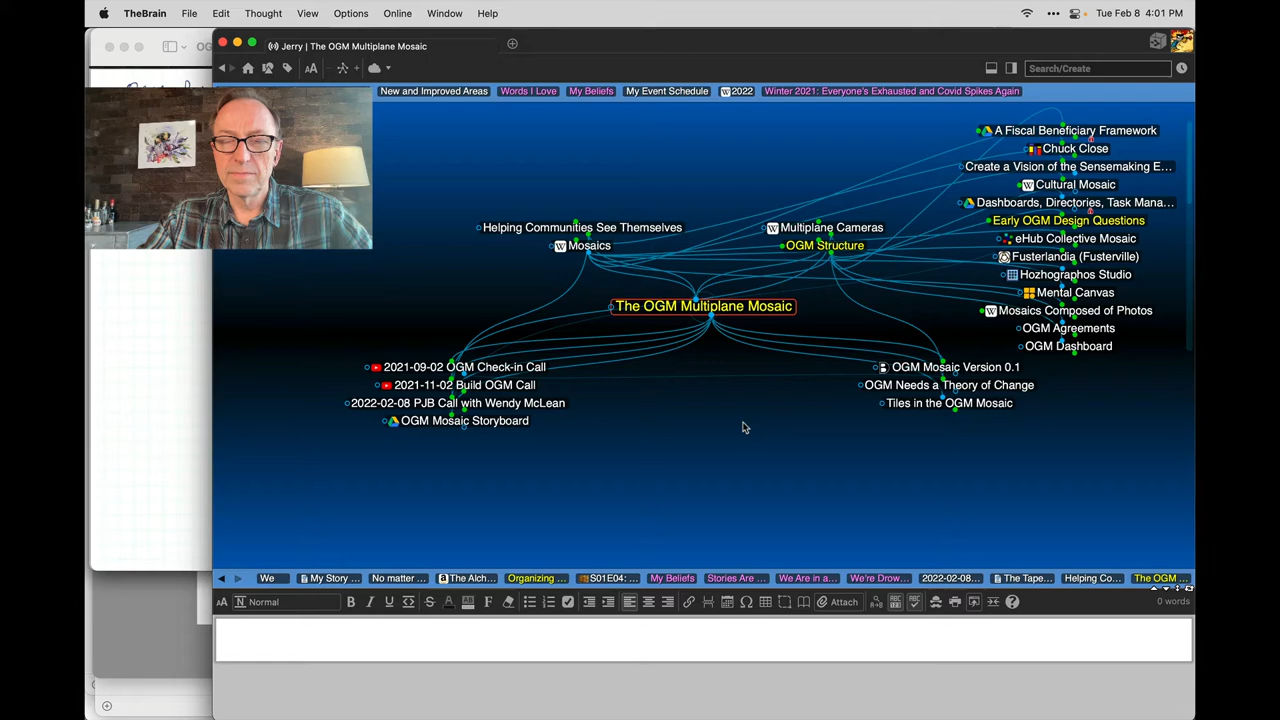 TheBrain File Edit Thought View Options Online Window Help Tue Feb 8 4:01 PM
OG
Jerry | The OGM Multiplane Mosaic
Search/Create
New and Improved Areas Words I Love My Beliefs My Event Schedule 2022 Winter 2021: Everyone's Exhausted and Covid Spikes Again
A Fiscal Beneficiary Framework
Chuck Close
Create a Vision of the Sensemaking E...
Cultural Mosaic
Dashboards, Directories, Task Mana...
Early OGM Design Questions
eHub Collective Mosaic
Fusterlandia (Fusterville)
Hozhographos Studio
Mental Canvas
Mosaics Composed of Photos
OGM Agreements
OGM Dashboard
Helping Communities See Themselves
Mosaics
Multiplane Cameras
OGM Structure
The OGM Multiplane Mosaic
2021-09-02 OGM Check-in Call
2021-11-02 Build OGM Call
2022-02-08 PJB Call with Wendy McLean
OGM Mosaic Storyboard
OGM Mosaic Version 0.1
OGM Needs a Theory of Change
Tiles in the OGM Mosaic
We My Story ... No matter ... The Alch... Organizing ... S01E04: ... My Beliefs Stories Are ... We Are in a... We're Drow... 2022-02-08... The Tape... Helping Co... The OGM ...
Normal B I U Attach 0 words